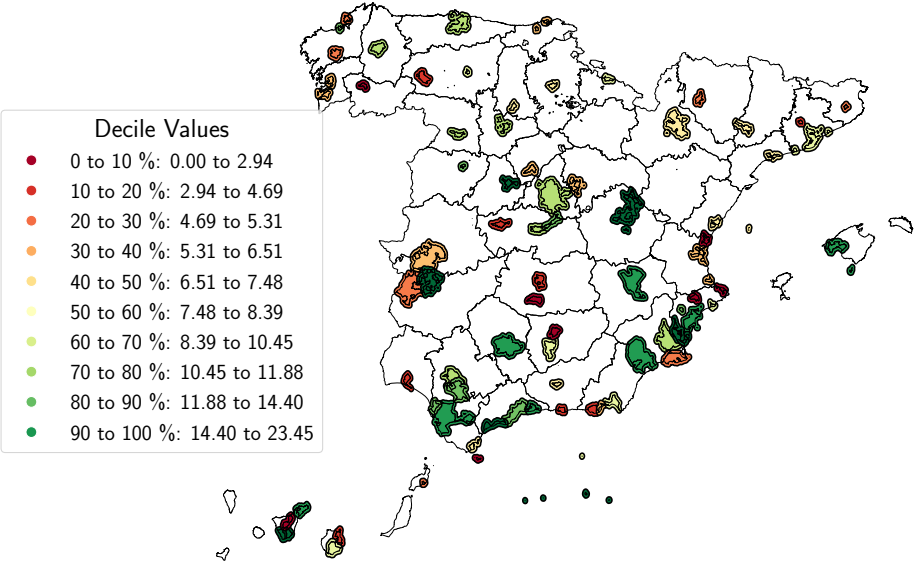 Decile Values
0 to 10 %: 0.00 to 2.94
10 to 20 %: 2.94 to 4.69
20 to 30 %: 4.69 to 5.31
30 to 40 %: 5.31 to 6.51
40 to 50 %: 6.51 to 7.48
50 to 60 %: 7.48 to 8.39
60 to 70 %: 8.39 to 10.45
70 to 80 %: 10.45 to 11.88
80 to 90 %: 11.88 to 14.40
90 to 100 %: 14.40 to 23.45